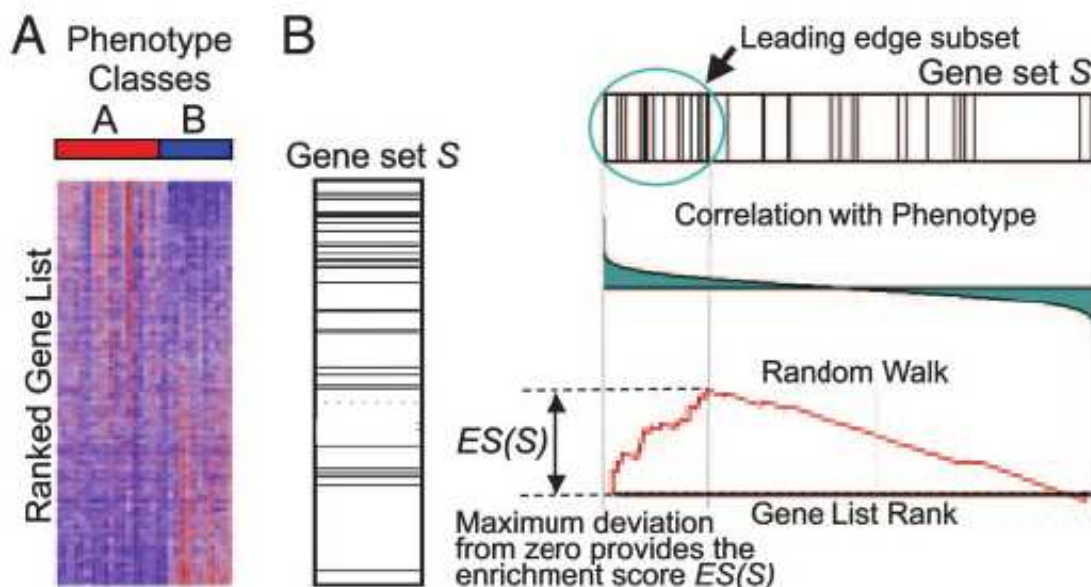 A
Phenotype
Classes
A B
Ranked Gene List
B
Gene set S
Leading edge subset
Gene set S
Correlation with Phenotype
Random Walk
ES(S)
Gene List Rank
Maximum deviation
from zero provides the
enrichment score ES(S)